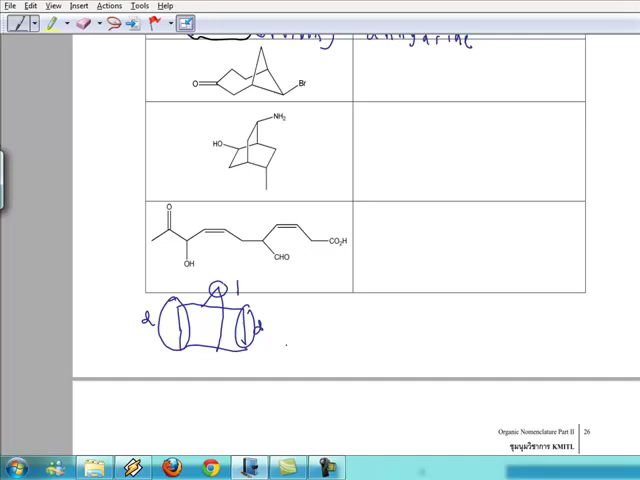 File Edit View Insert Actions Tools Help
O
Br
NH2
HO
O
OH
CHO
CO2H
1
2
2
Organic Nomenclature Part II 26
ชุมนุมวิชาการ KMITL